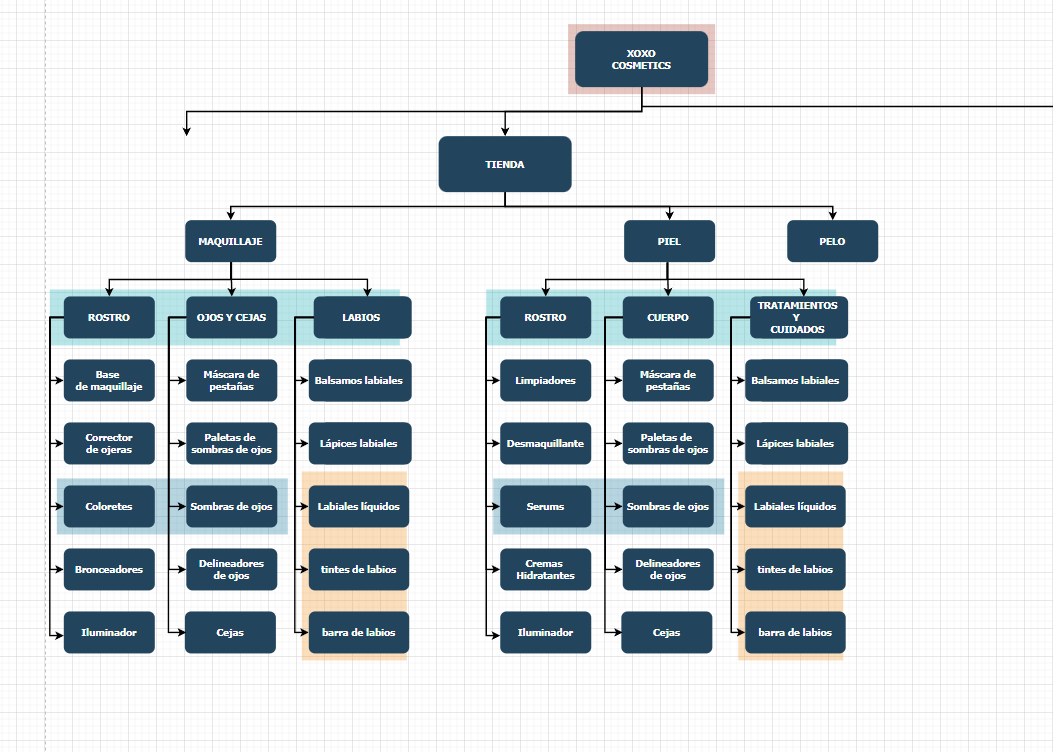 XOXO
COSMETICS
TIENDA
MAQUILLAJE
PIEL
PELO
ROSTRO
OJOS Y CEJAS
LABIOS
ROSTRO
CUERPO
TRATAMIENTOS
Y
CUIDADOS
Base
de maquillaje
Máscara de
pestañas
Balsamos labiales
Limpiadores
Máscara de
pestañas
Balsamos labiales
Corrector
de ojeras
Paletas de
sombras de ojos
Lápices labiales
Desmaquillante
Paletas de
sombras de ojos
Lápices labiales
Coloretes
Sombras de ojos
Labiales líquidos
Serums
Sombras de ojos
Labiales líquidos
Bronceadores
Delineadores
de ojos
tintes de labios
Cremas
Hidratantes
Delineadores
de ojos
tintes de labios
Iluminador
Cejas
barra de labios
Iluminador
Cejas
barra de labios